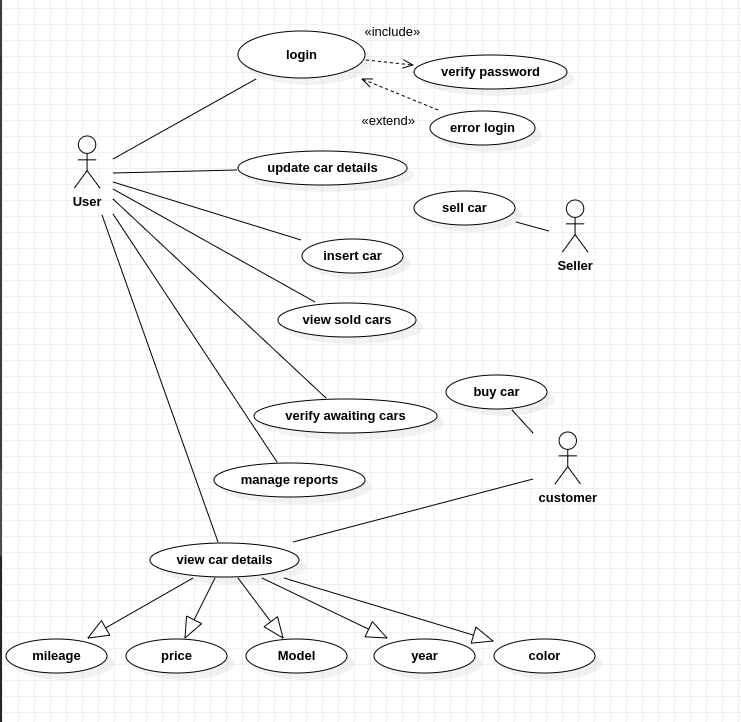 «include»
login
verify password
«extend»
error login
update car details
User
sell car
insert car
Seller
view sold cars
buy car
verify awaiting cars
manage reports
customer
view car details
mileage
price
Model
year
color